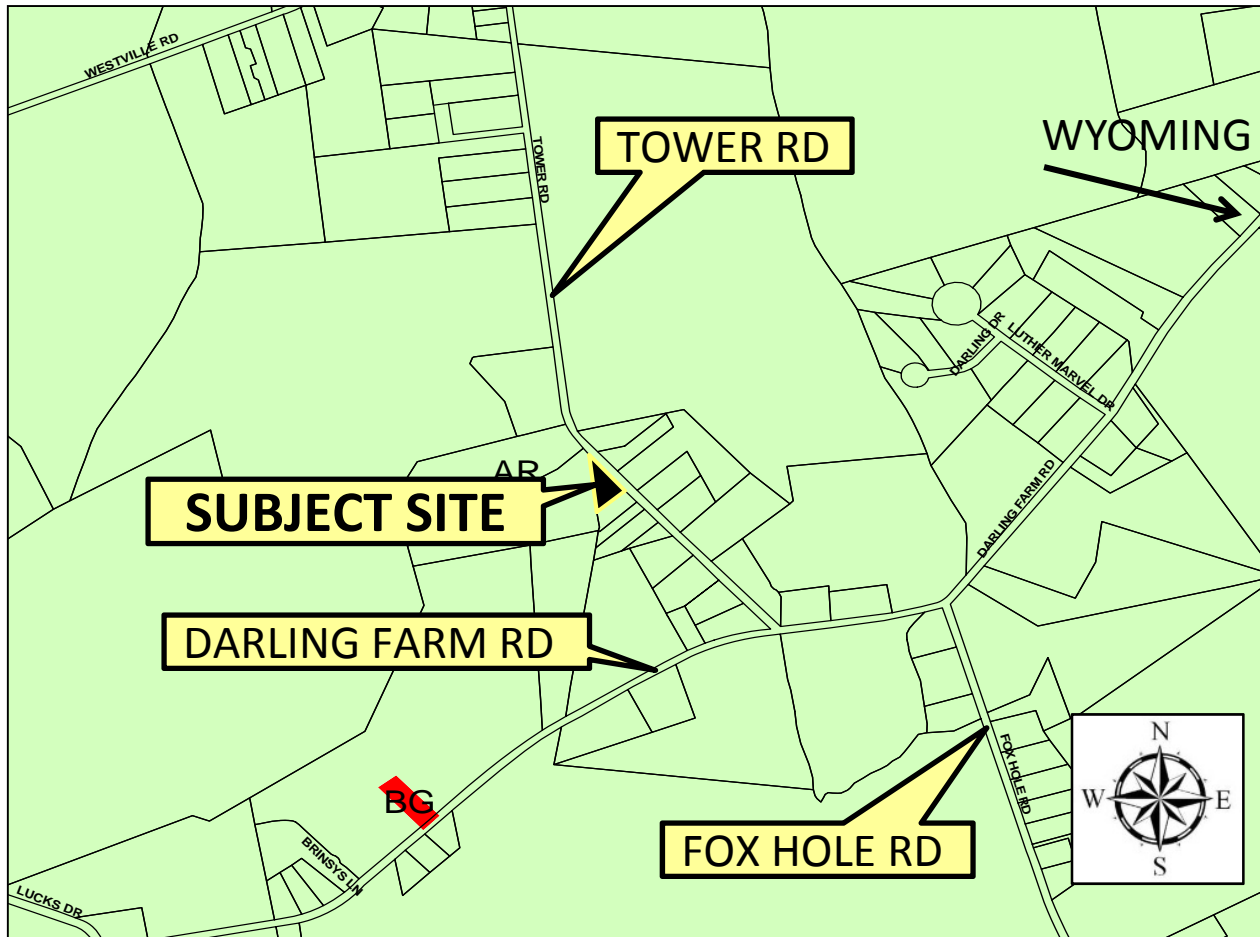 WESTVILLE RD
TOWER RD
TOWER RD
WYOMING
DARLING DR
LUTHER MARVEL DR
AR
SUBJECT SITE
DARLING FARM RD
DARLING FARM RD
FOX HOLE RD
FOX HOLE RD
BG
BRINSYS LN
LUCKS DR
N
W
E
S